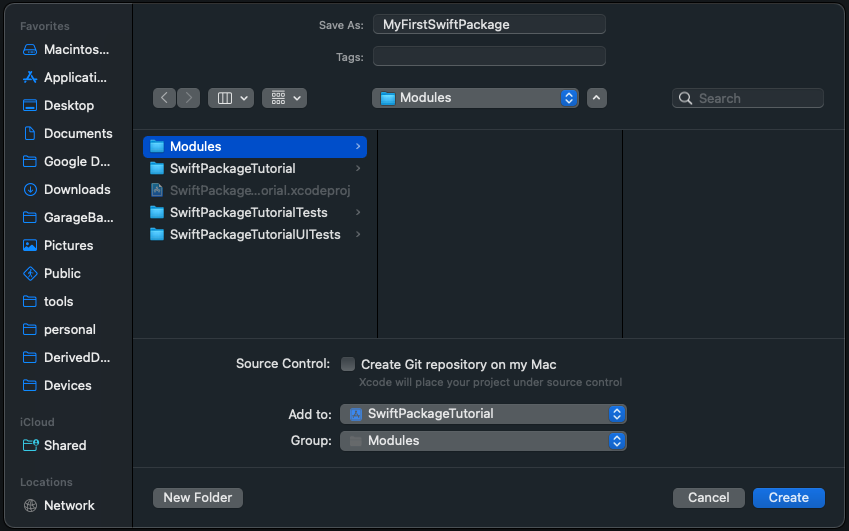 Favorites
Macintos...
Applicati...
Desktop
Documents
Google D...
Downloads
GarageBa...
Pictures
Public
tools
personal
DerivedD...
Devices
iCloud
Shared
Locations
Network
Save As: MyFirstSwiftPackage
Tags:
Modules
Search
Modules
SwiftPackageTutorial
SwiftPackage...orial.xcodeproj
SwiftPackageTutorialTests
SwiftPackageTutorialUITests
Source Control: Create Git repository on my Mac
Xcode will place your project under source control
Add to: SwiftPackageTutorial
Group: Modules
New Folder Cancel Create